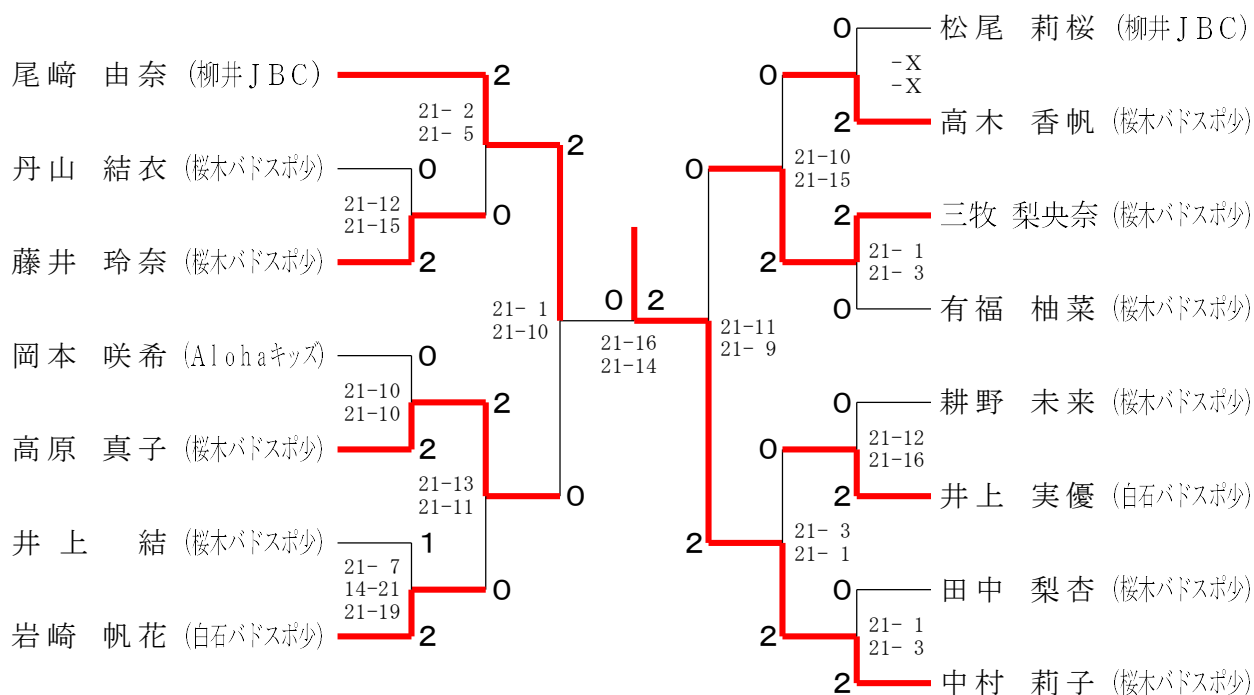 尾﨑 由奈 (柳井JBC)
2
21- 2
21- 5
2
丹山 結衣 (桜木バドスポ少)
0
21-12
21-15
0
藤井 玲奈 (桜木バドスポ少)
2
21- 1
21-10
岡本 咲希 (Alohaキッズ)
0
21-10
21-10
2
高原 真子 (桜木バドスポ少)
2
21-13
21-11
0
井上 結 (桜木バドスポ少)
1
21- 7
14-21
21-19
0
岩崎 帆花 (白石バドスポ少)
2
0 2
21-16
21-14
0 松尾 莉桜 (柳井JBC)
0
-X
-X
2 高木 香帆 (桜木バドスポ少)
0
21-10
21-15
2 三牧 梨央奈 (桜木バドスポ少)
2
21- 1
21- 3
0 有福 柚菜 (桜木バドスポ少)
21-11
21- 9
0 耕野 未来 (桜木バドスポ少)
0
21-12
21-16
2 井上 実優 (白石バドスポ少)
2
21- 3
21- 1
0 田中 梨杏 (桜木バドスポ少)
2
21- 1
21- 3
2 中村 莉子 (桜木バドスポ少)